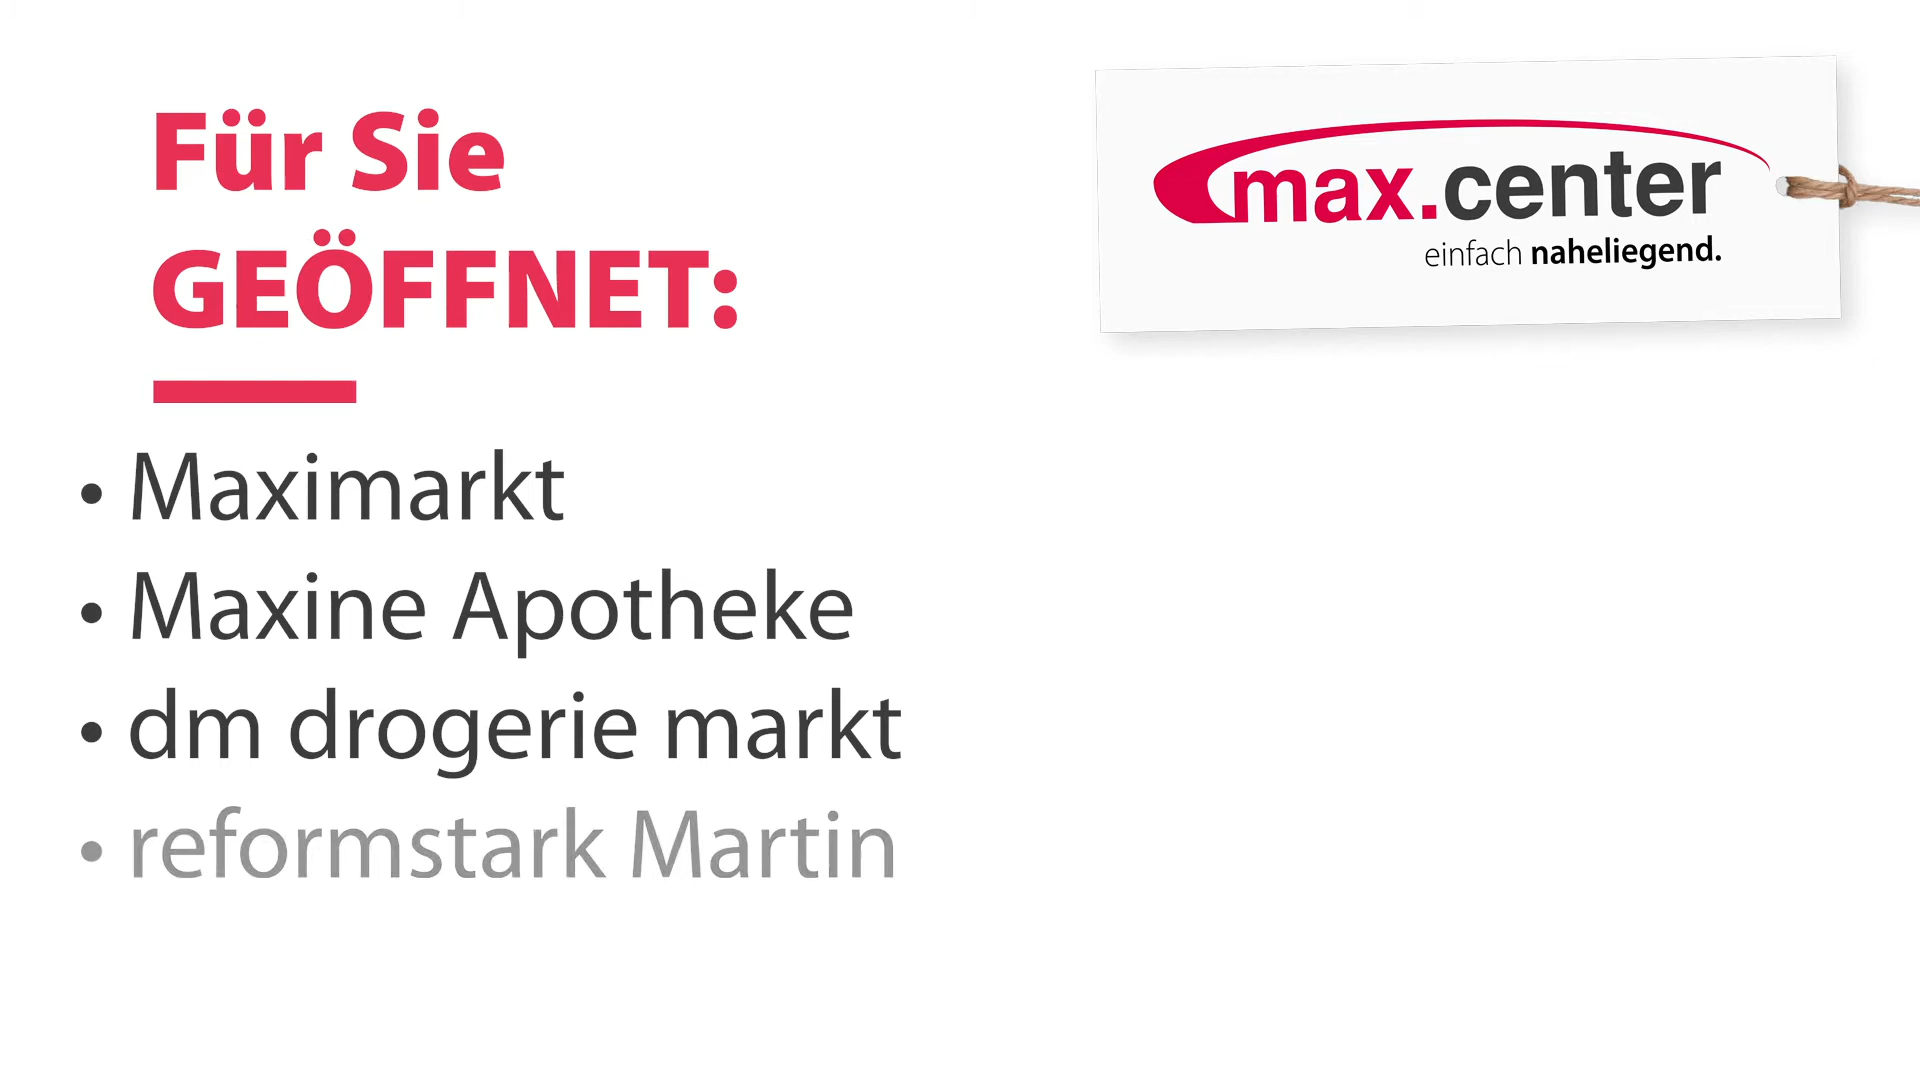 Für Sie
GEÖFFNET:
• Maximarkt
• Maxine Apotheke
• dm drogerie markt
• reformstark Martin
max.center
einfach naheliegend.